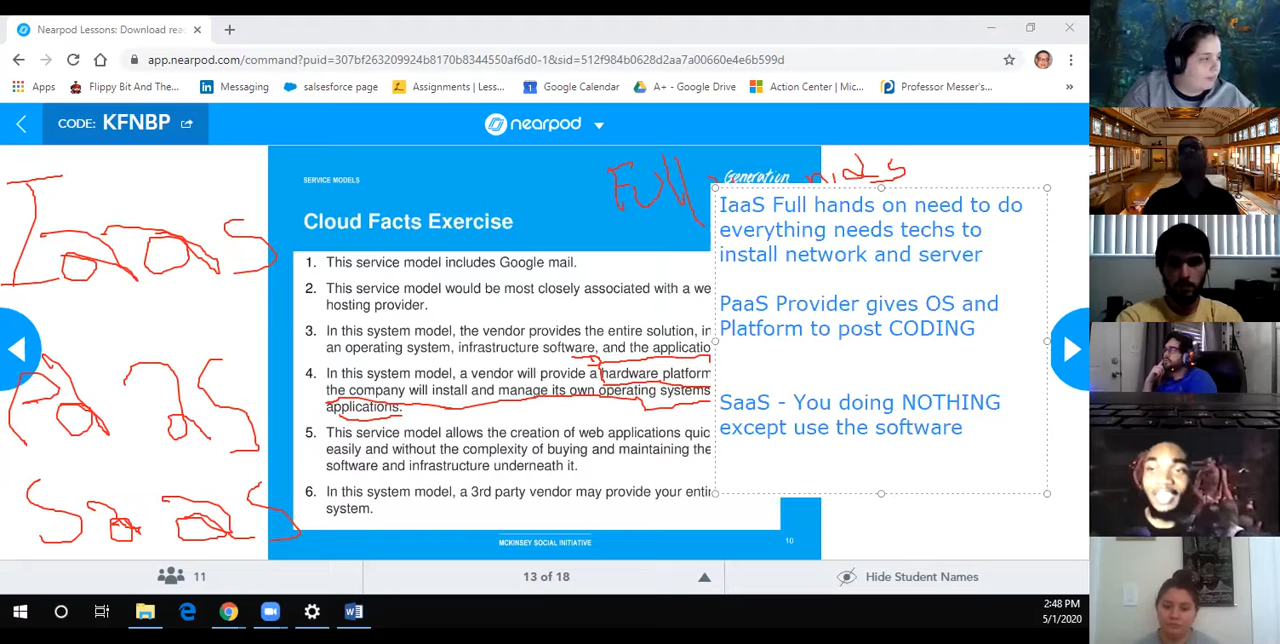 Nearpod Lessons: Download rea
app.nearpod.com/command?puid=307bf263209924b8170b8344550af6d0-1&sid=512f984b0628d2aa7a00660e4e6b599d
Apps Flippy Bit And The... Messaging salsesforce page Assignments | Less... Google Calendar A+ - Google Drive Action Center | Mic... Professor Messer's... »
CODE: KFNBP
nearpod
SERVICE MODELS
Full
Generation
Cloud Facts Exercise
1. This service model includes Google mail.
2. This service model would be most closely associated with a we
hosting provider.
3. In this system model, the vendor provides the entire solution, in
an operating system, infrastructure software, and the applicatio
4. In this system model, a vendor will provide a hardware platform
the company will install and manage its own operating systems
applications.
5. This service model allows the creation of web applications quic
easily and without the complexity of buying and maintaining the
software and infrastructure underneath it.
6. In this system model, a 3rd party vendor may provide your enti
system.
MCKINSEY SOCIAL INITIATIVE
10
IaaS Full hands on need to do
everything needs techs to
install network and server
PaaS Provider gives OS and
Platform to post CODING
SaaS - You doing NOTHING
except use the software
IaaS
PaaS
SaaS
11
13 of 18
Hide Student Names
2:48 PM
5/1/2020